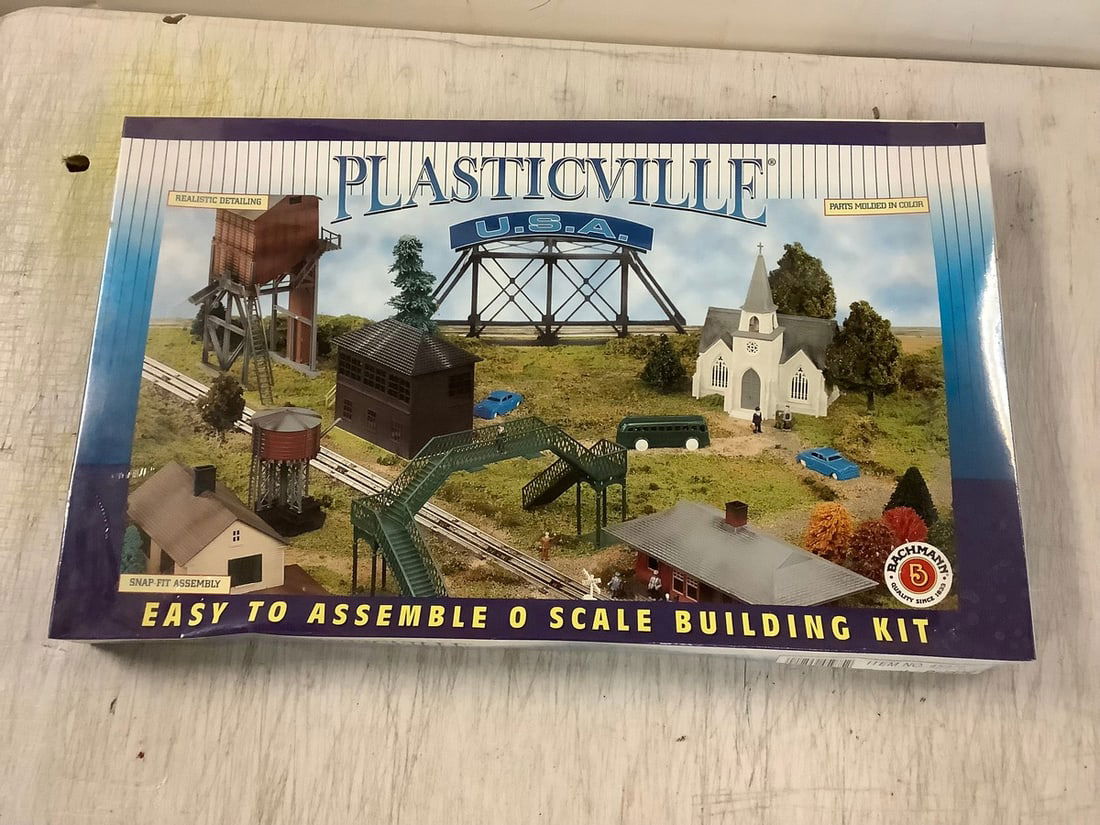 PLASTICVILLE®
U.S.A.
REALISTIC DETAILING
PARTS MOLDED IN COLOR
SNAP-FIT ASSEMBLY
BACHMANN
QUALITY SINCE 1833
EASY TO ASSEMBLE O SCALE BUILDING KIT
ITEM NO.